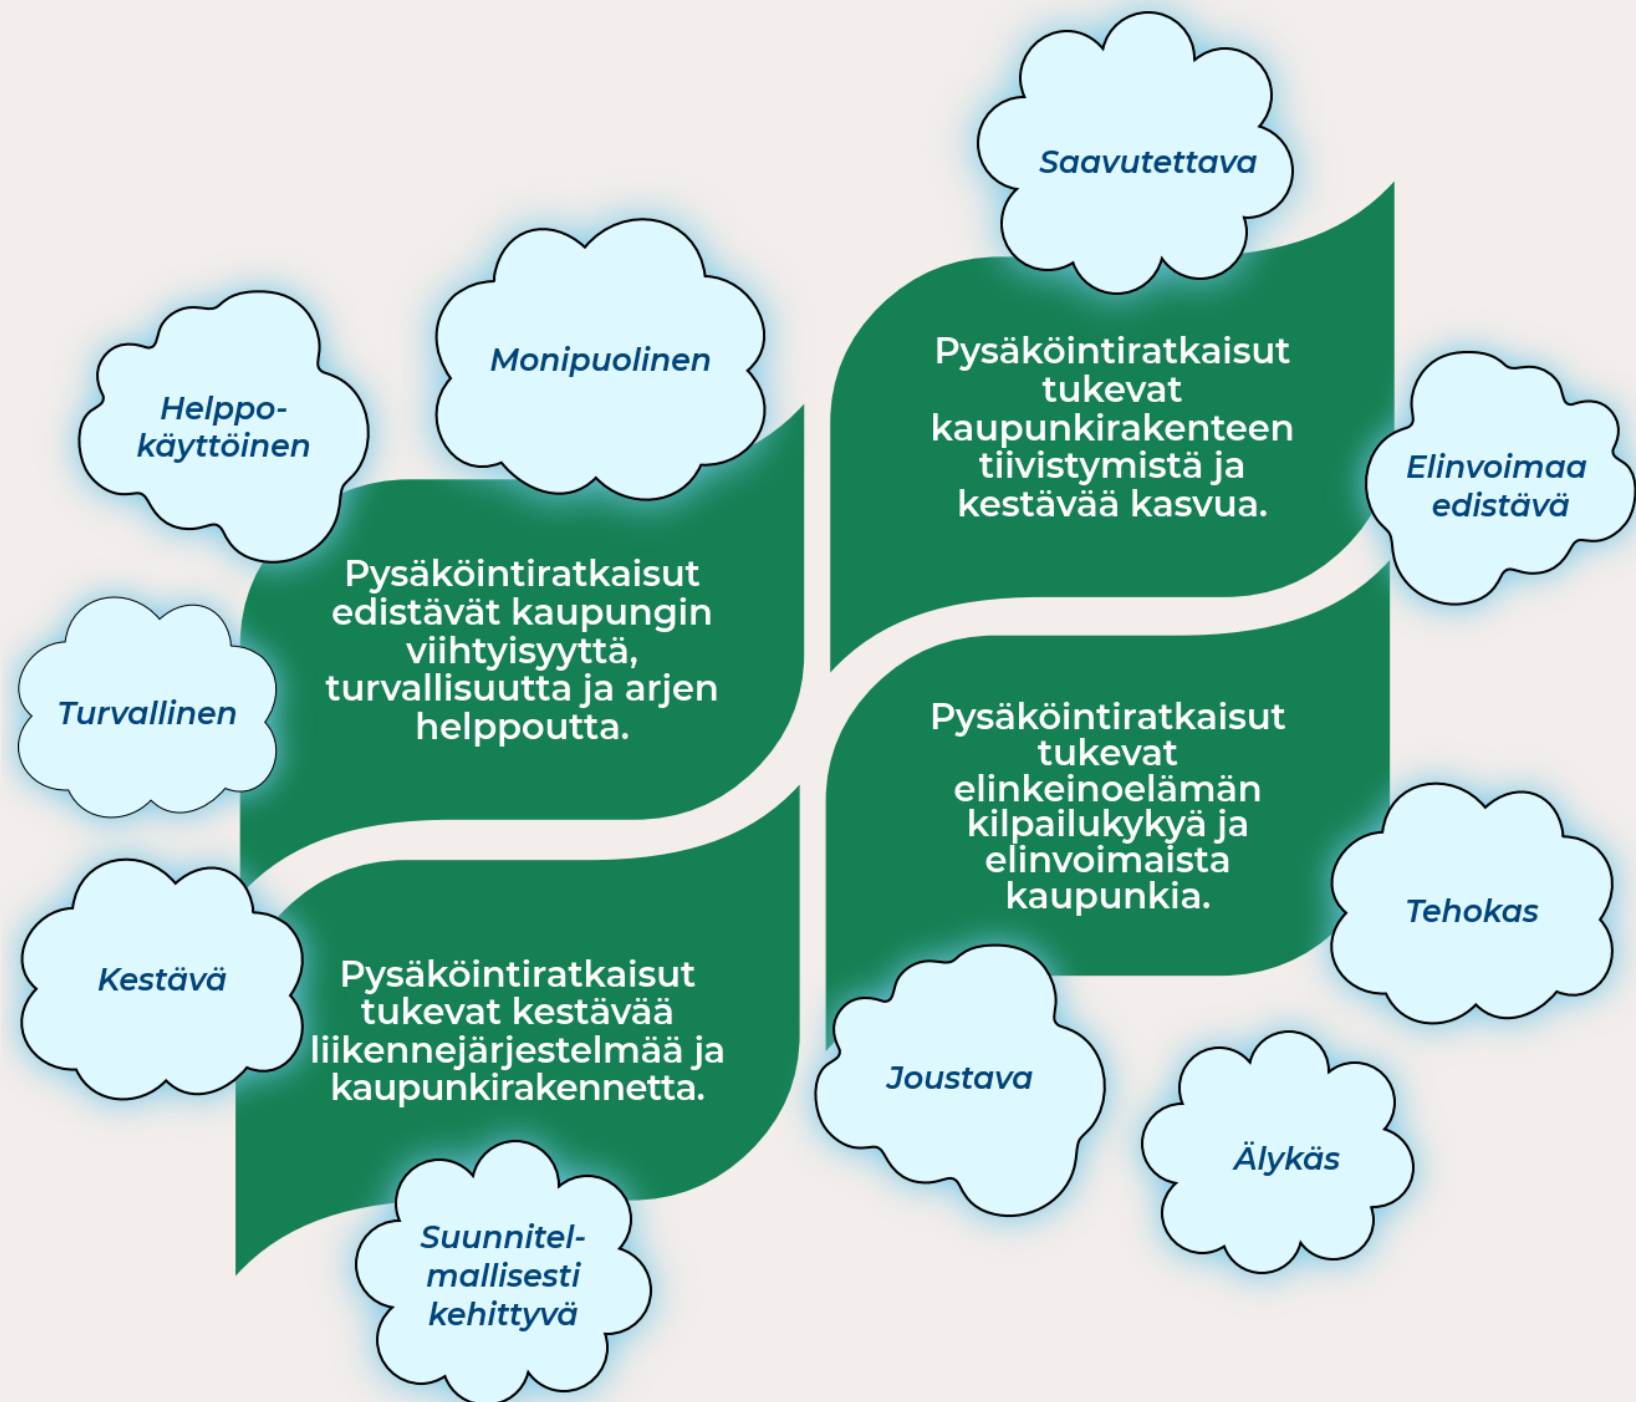 Saavutettava
Monipuolinen
Helppo-
käyttöinen
Pysäköintiratkaisut
tukevat
kaupunkirakenteen
tiivistymistä ja
kestävää kasvua.
Elinvoimaa
edistävä
Pysäköintiratkaisut
edistävät kaupungin
viihtyisyyttä,
turvallisuutta ja arjen
helppoutta.
Turvallinen
Pysäköintiratkaisut
tukevat
elinkeinoelämän
kilpailukykyä ja
elinvoimaista
kaupunkia.
Tehokas
Kestävä
Pysäköintiratkaisut
tukevat kestävää
liikennejärjestelmää ja
kaupunkirakennetta.
Joustava
Älykäs
Suunnitel-
mallisesti
kehittyvä